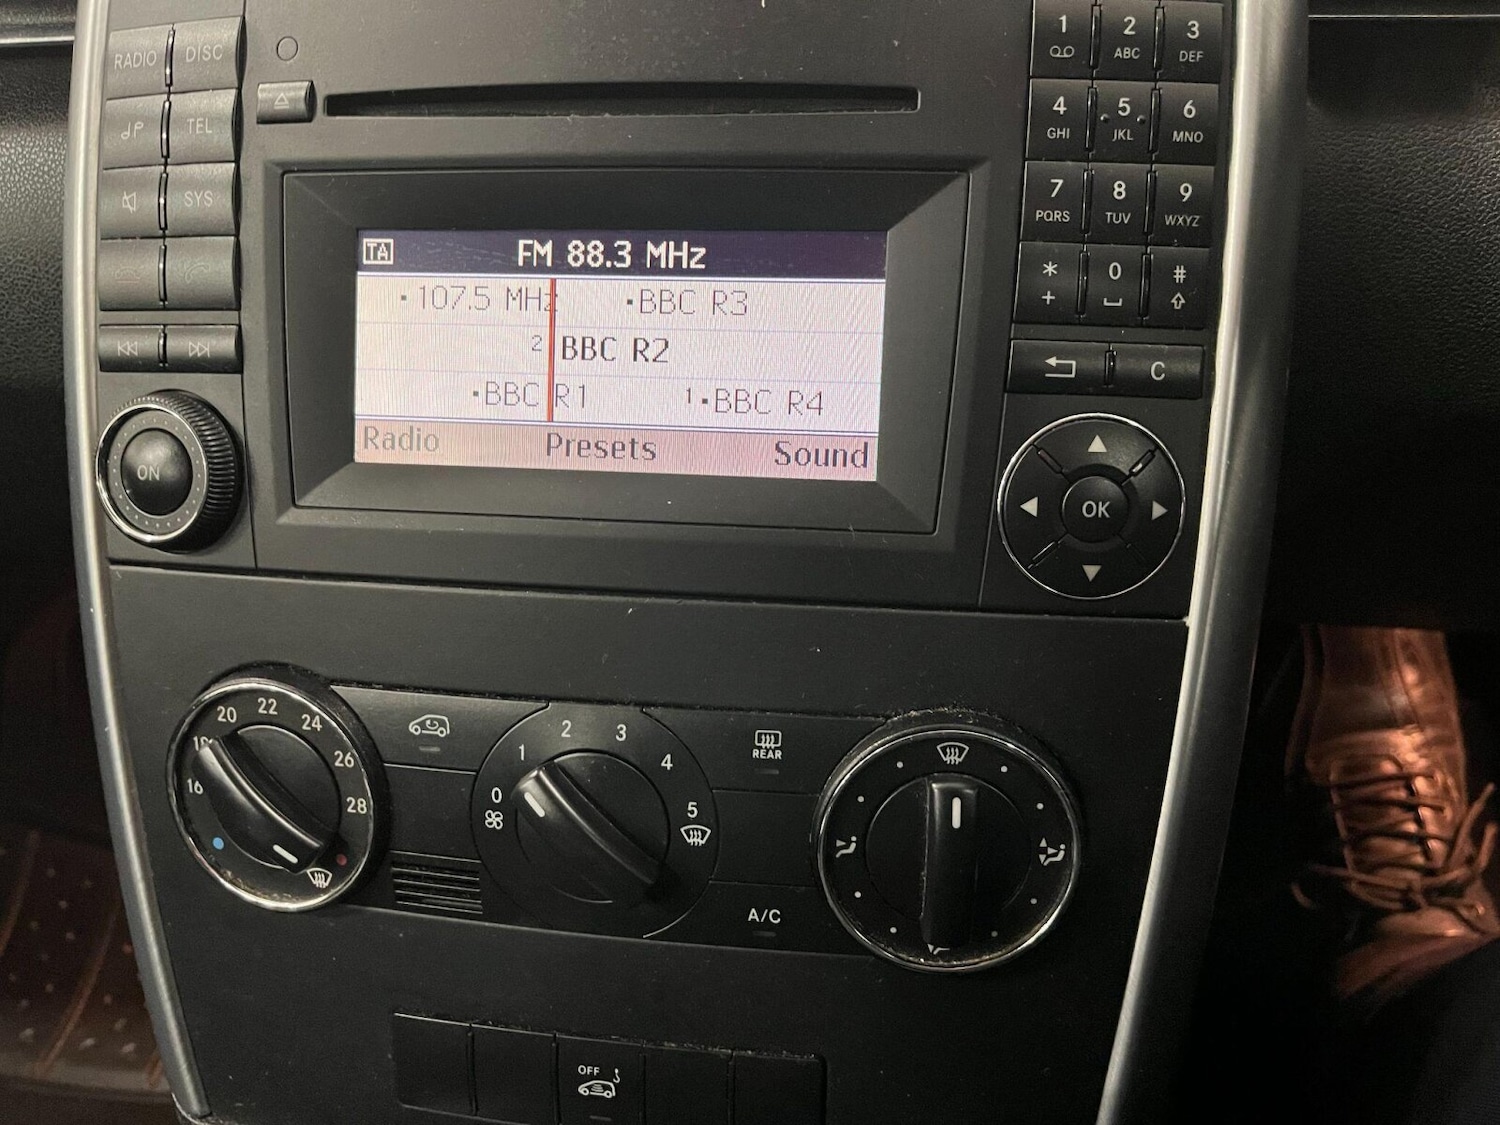 RADIO DISC
TEL
SYS
ON
TA FM 88.3 MHz
107.5 MHz BBC R3
2 BBC R2
BBC R1 1 BBC R4
Radio Presets Sound
1 2 ABC 3 DEF
4 GHI 5 JKL 6 MNO
7 PQRS 8 TUV 9 WXYZ
* + 0 #
C
OK
16 18 20 22 24 26 28
0 1 2 3 4 5
REAR
A/C
OFF